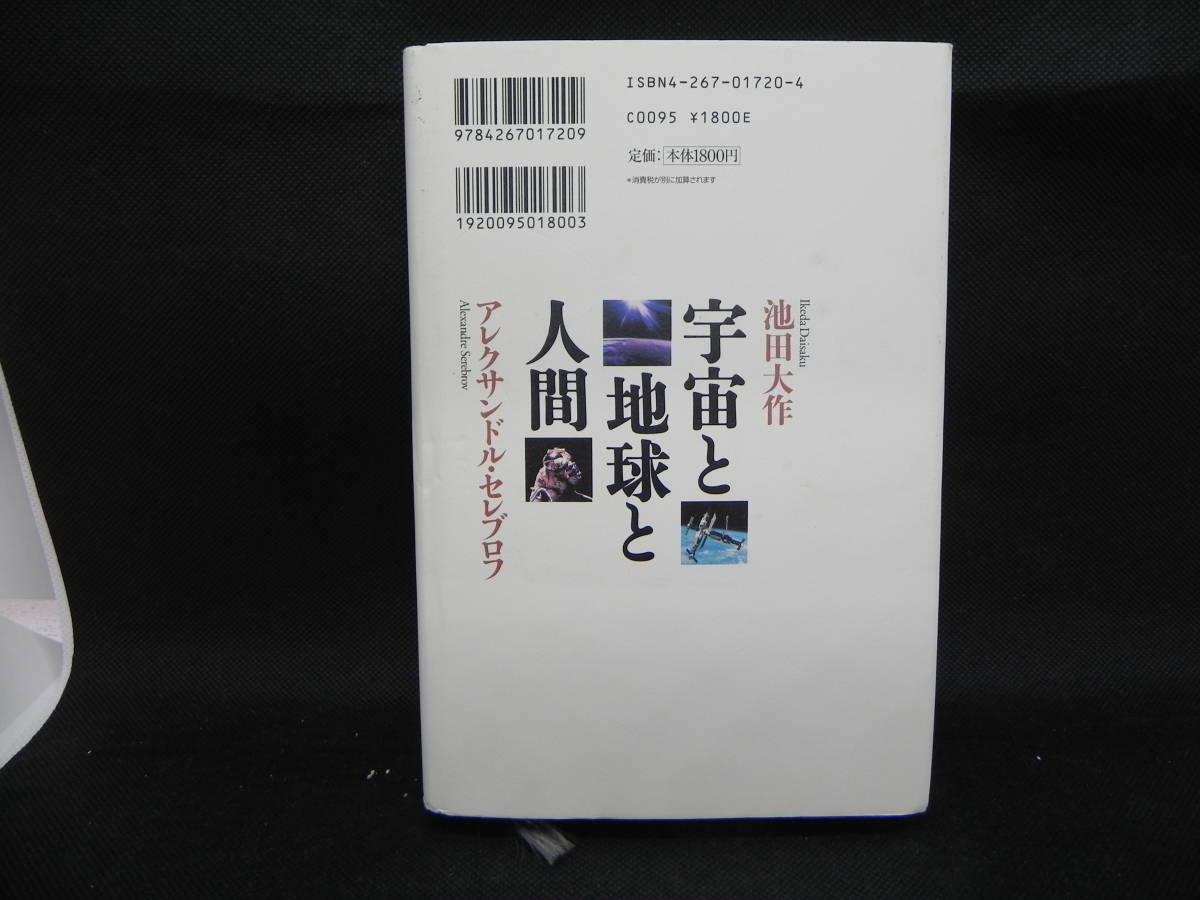 ISBN4-267-01720-4
C0095 ¥1800E
定価：本体1800円
*消費税が別に加算されます
9784267017209
1920095018003
池田大作
Ikeda Daisaku
宇宙と
地球と
人間
アレクサンドル・セレブロフ
Alexandre Serebrov